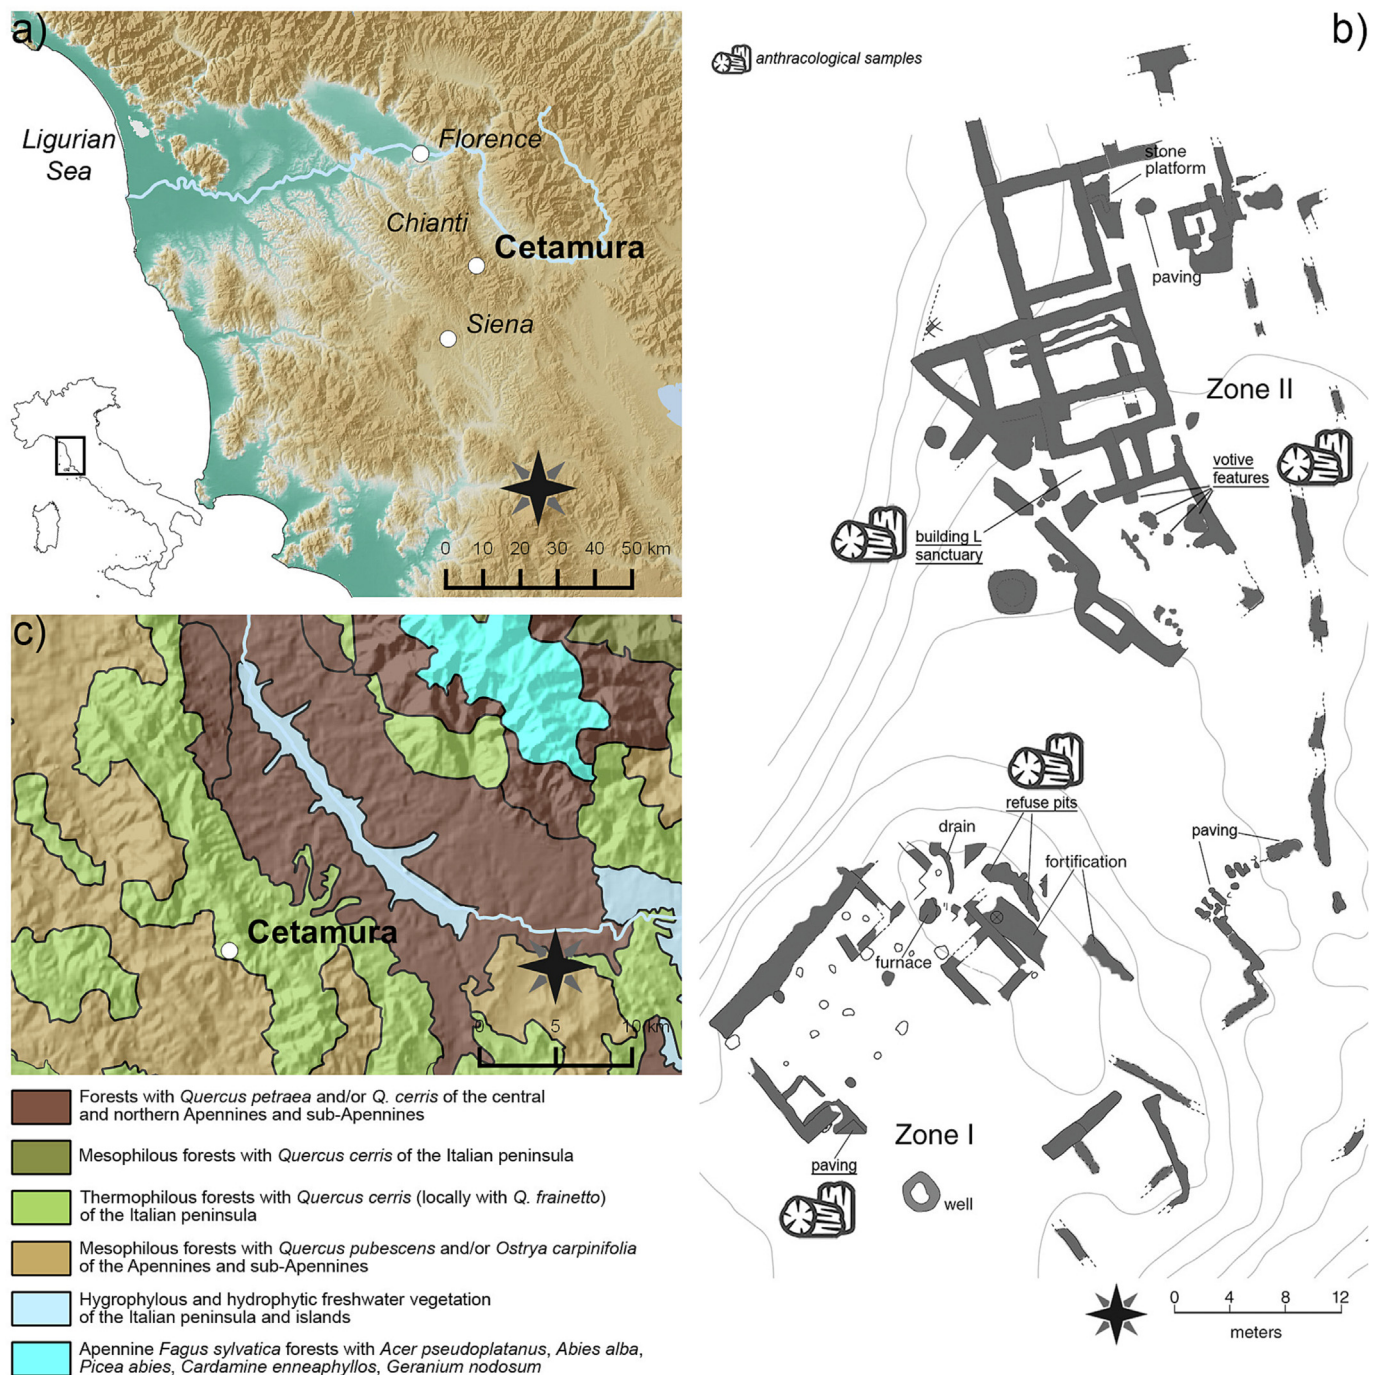 a)
Ligurian
Sea
Florence
Chianti
Cetamura
Siena
0 10 20 30 40 50 km
b)
anthracological samples
stone
platform
paving
Zone II
votive
features
building L
sanctuary
refuse pits
drain
fortification
paving
furnace
Zone I
paving
well
0 4 8 12
meters
c)
Cetamura
0 5 10 km
Forests with Quercus petraea and/or Q. cerris of the central
and northern Apennines and sub-Apennines
Mesophilous forests with Quercus cerris of the Italian peninsula
Thermophilous forests with Quercus cerris (locally with Q. frainetto)
of the Italian peninsula
Mesophilous forests with Quercus pubescens and/or Ostrya carpinifolia
of the Apennines and sub-Apennines
Hygrophylous and hydrophytic freshwater vegetation
of the Italian peninsula and islands
Apennine Fagus sylvatica forests with Acer pseudoplatanus, Abies alba,
Picea abies, Cardamine enneaphyllos, Geranium nodosum